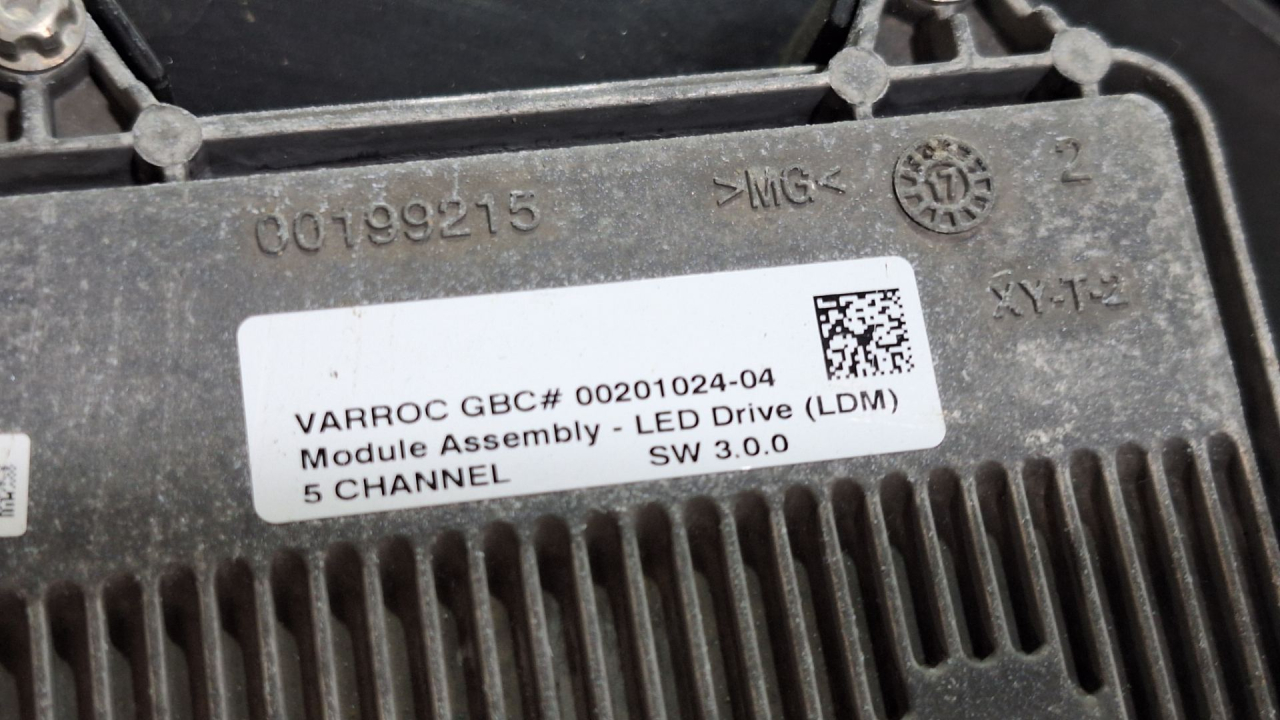 00199215
>MG<
17
2
XY-T-2
VARROC GBC# 00201024-04
Module Assembly - LED Drive (LDM)
5 CHANNEL SW 3.0.0